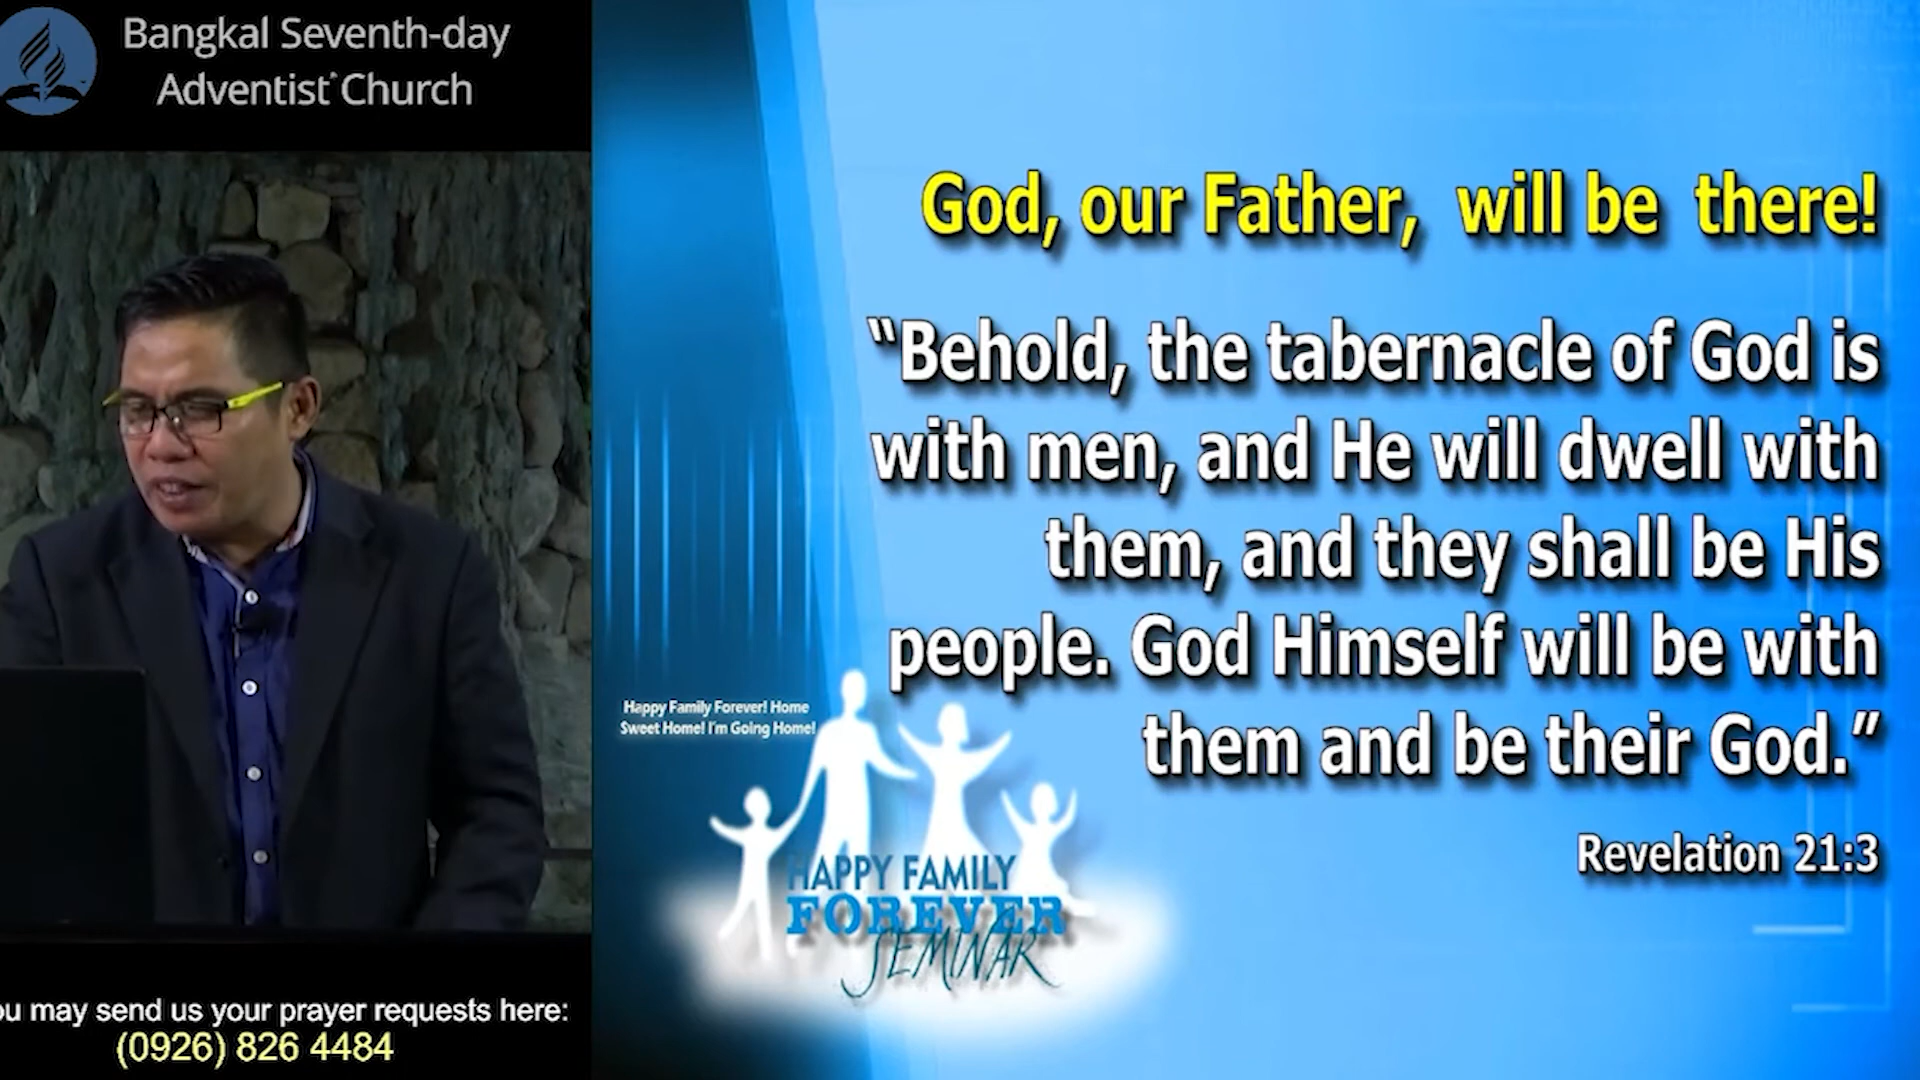 Bangkal Seventh-day
Adventist Church
God, our Father, will be there!
“Behold, the tabernacle of God is
with men, and He will dwell with
them, and they shall be His
people. God Himself will be with
them and be their God.”
Revelation 21:3
Happy Family Forever! Home
Sweet Home! I'm Going Home!
HAPPY FAMILY
FOREVER
SEMINAR
ou may send us your prayer requests here:
(0926) 826 4484